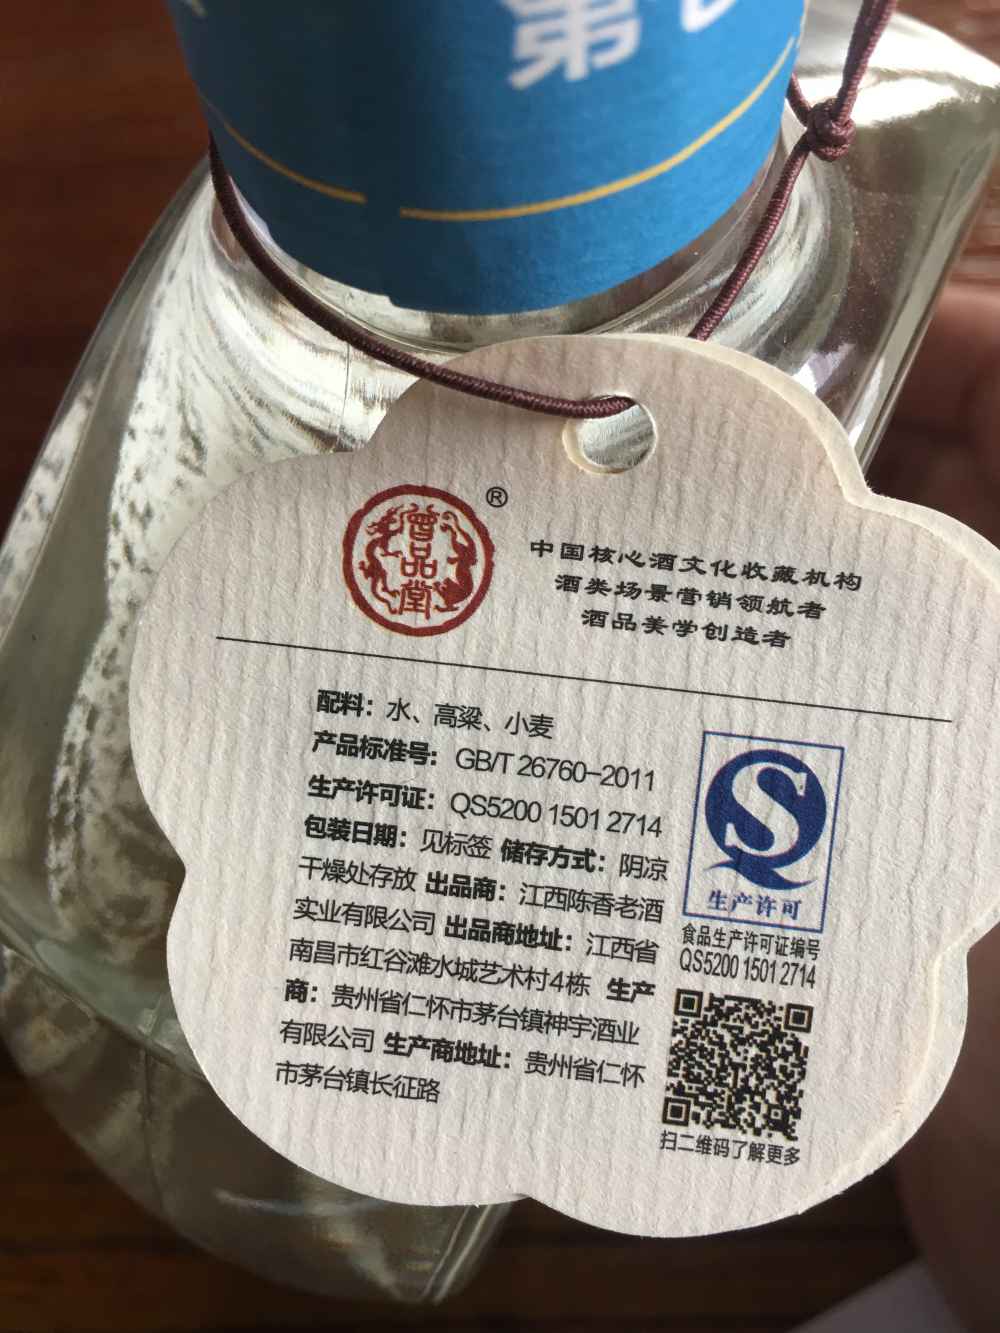 第
曾品堂
®
中国核心酒文化收藏机构
酒类场景营销领航者
酒品美学创造者
配料：水、高粱、小麦
产品标准号：GB/T 26760-2011
生产许可证：QS5200 1501 2714
包装日期：见标签 储存方式：阴凉
干燥处存放 出品商：江西陈香老酒
实业有限公司 出品商地址：江西省
南昌市红谷滩水城艺术村4栋 生产
商：贵州省仁怀市茅台镇神宇酒业
有限公司 生产商地址：贵州省仁怀
市茅台镇长征路
QS
生产许可
食品生产许可证编号
QS5200 1501 2714
扫二维码了解更多